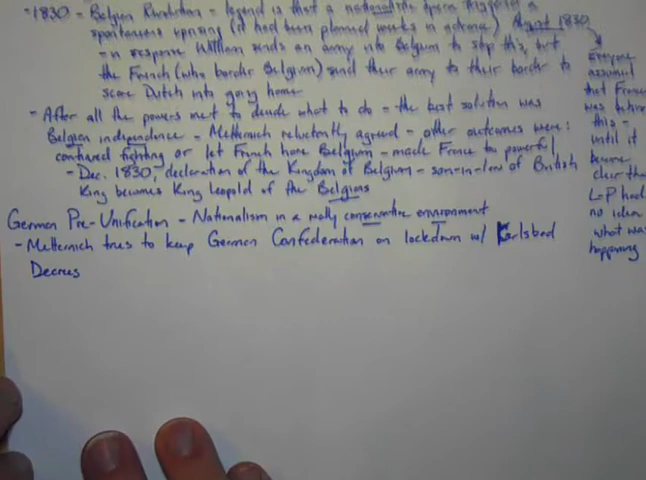 - 1830 - Belgian Revolution - legend is that a nationalistic opera triggered a
spontaneous uprising (it had been planned weeks in advance) August 1830
- in response William sends an army into Belgium to stop this, but
the French (who border Belgium) send their army to their border to
scare Dutch into going home
- After all the powers met to decide what to do - the best solution was
Belgian independence - Metternich reluctantly agreed - other outcomes were:
continued fighting or let French have Belgium - made France too powerful
- Dec. 1830, declaration of the Kingdom of Belgium - son-in-law of British
King becomes King Leopold of the Belgians
German Pre-Unification - Nationalism in a really conservative environment
- Metternich tries to keep German Confederation on lockdown w/ Karlsbad
Decrees
Everyone
assumed
that France
was behind
this -
until it
became
clear that
L-P had
no idea
what was
happening